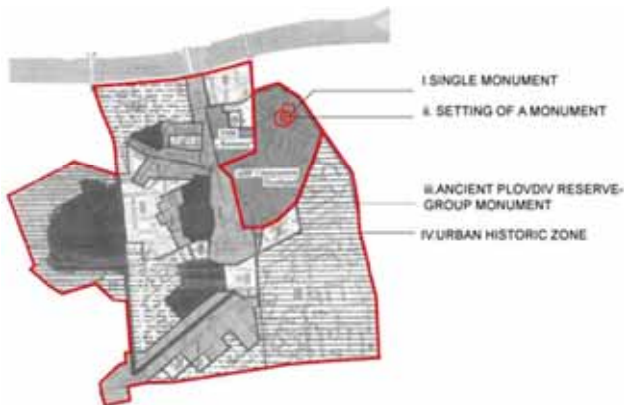 I.SINGLE MONUMENT
ii. SETTING OF A MONUMENT
iii.ANCIENT PLOVDIV RESERVE-
GROUP MONUMENT
IV.URBAN HISTORIC ZONE